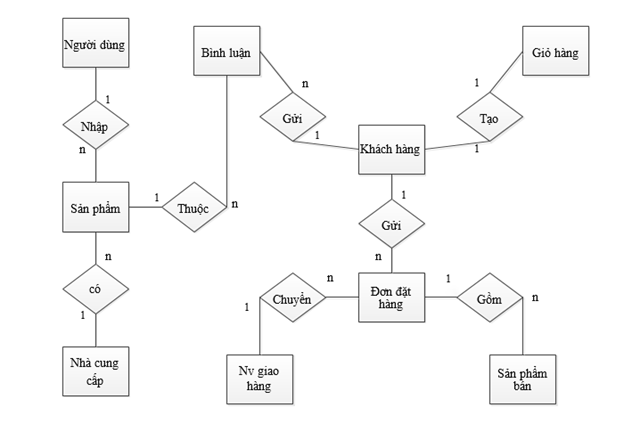 Người dùng
Bình luận
Giỏ hàng
1
n
1
Nhập
Gửi
Tạo
n
1
1
Khách hàng
Sản phẩm
1
Thuộc
n
1
Gửi
n
n
có
1
n
Chuyển
n
Đơn đặt
hàng
1
Gồm
n
1
Nhà cung
cấp
Nv giao
hàng
Sản phẩm
bán